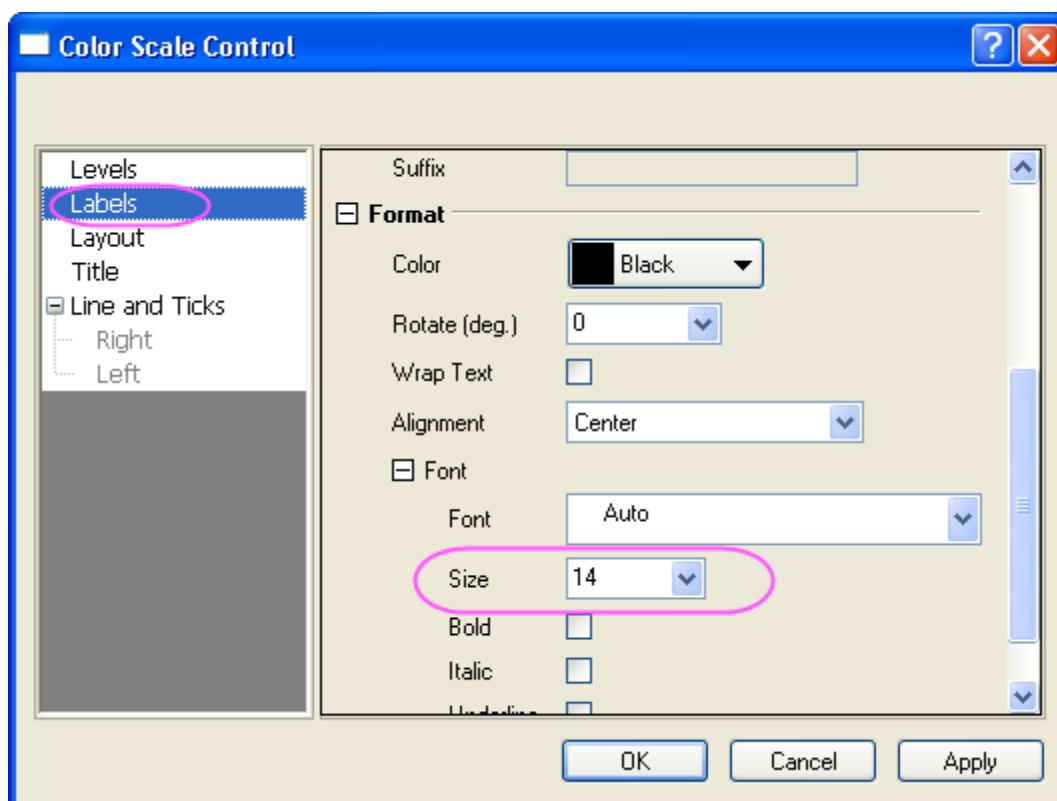 Color Scale Control
Levels
Labels
Layout
Title
Line and Ticks
Right
Left
Suffix
Format
Color Black
Rotate (deg.) 0
Wrap Text
Alignment Center
Font
Font Auto
Size 14
Bold
Italic
Underline
OK Cancel Apply